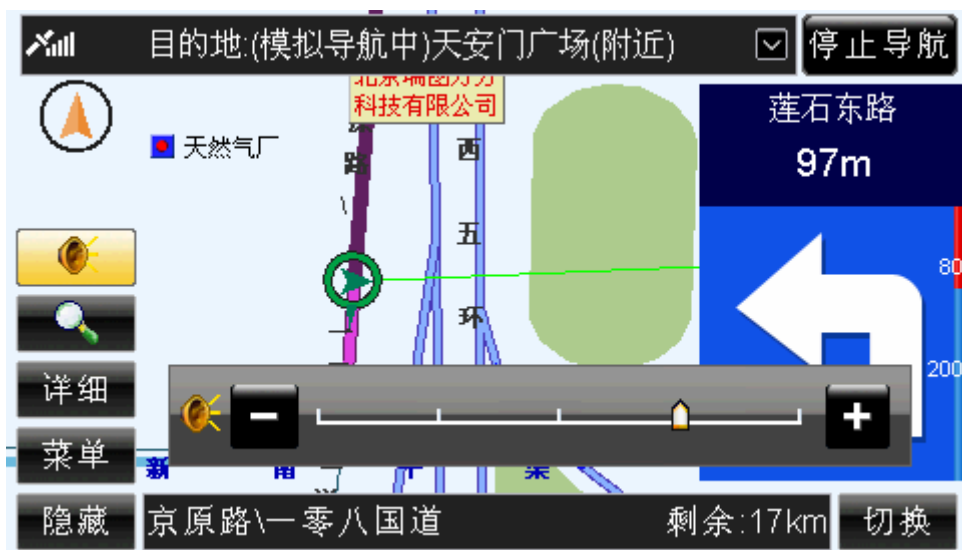 目的地:(模拟导航中)天安门广场(附近)
停止导航
科技有限公司
莲石东路
97m
天然气厂
路
西
五
环
80
200
详细
菜单
新
隐藏
京原路\一零八国道
剩余:17km
切换